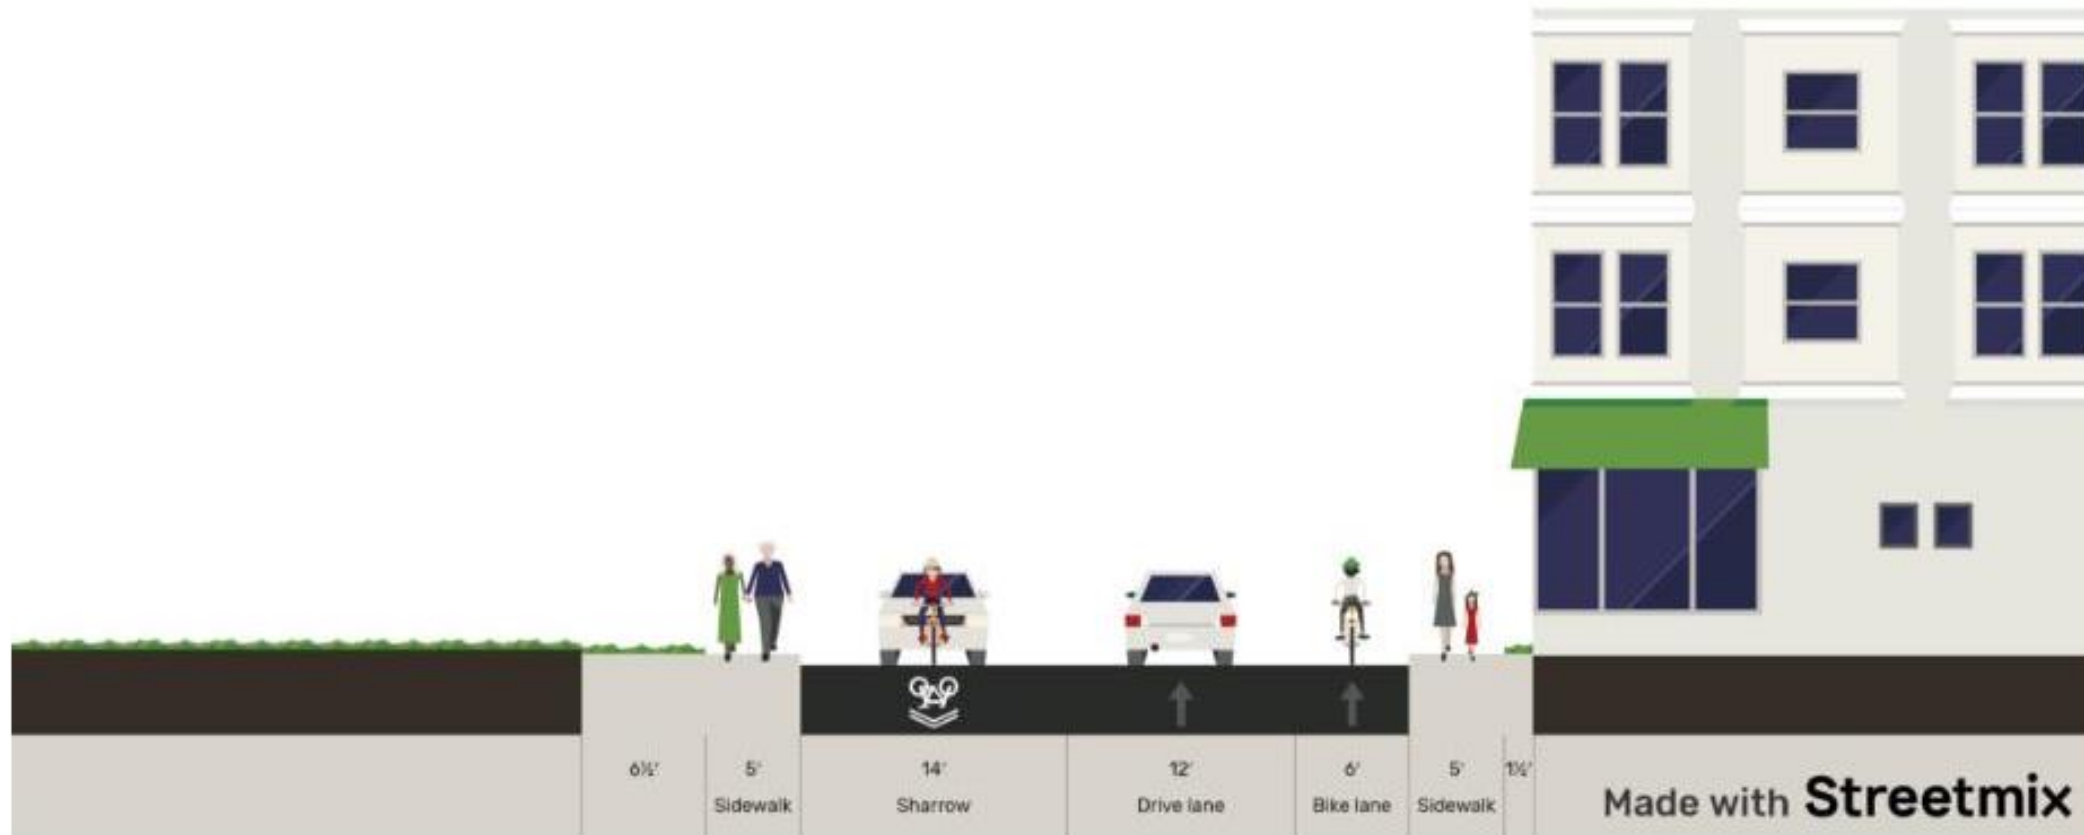 6½'
5'
Sidewalk
14'
Sharrow
12'
Drive lane
6'
Bike lane
5'
Sidewalk
1½'
Made with Streetmix